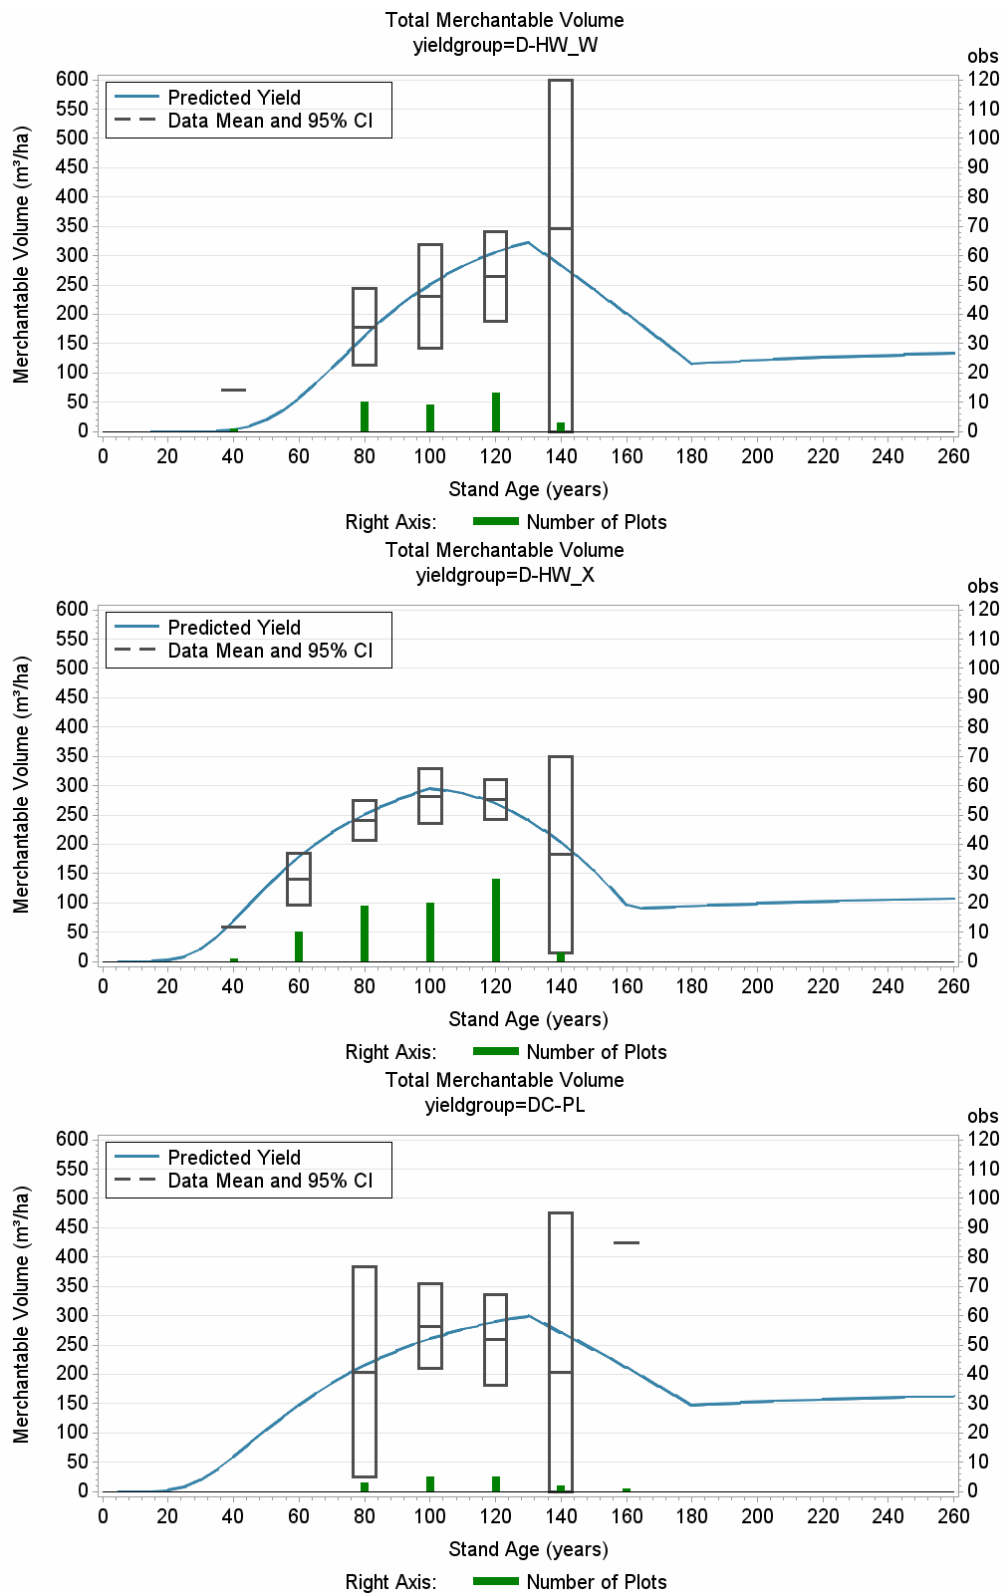 Total Merchantable Volume
yieldgroup=D-HW_W
obs
Predicted Yield
Data Mean and 95% CI
Merchantable Volume (m³/ha)
600 550 500 450 400 350 300 250 200 150 100 50 0
120 110 100 90 80 70 60 50 40 30 20 10 0
0 20 40 60 80 100 120 140 160 180 200 220 240 260
Stand Age (years)
Right Axis: Number of Plots
Total Merchantable Volume
yieldgroup=D-HW_X
obs
Predicted Yield
Data Mean and 95% CI
Merchantable Volume (m³/ha)
600 550 500 450 400 350 300 250 200 150 100 50 0
120 110 100 90 80 70 60 50 40 30 20 10 0
0 20 40 60 80 100 120 140 160 180 200 220 240 260
Stand Age (years)
Right Axis: Number of Plots
Total Merchantable Volume
yieldgroup=DC-PL
obs
Predicted Yield
Data Mean and 95% CI
Merchantable Volume (m³/ha)
600 550 500 450 400 350 300 250 200 150 100 50 0
120 110 100 90 80 70 60 50 40 30 20 10 0
0 20 40 60 80 100 120 140 160 180 200 220 240 260
Stand Age (years)
Right Axis: Number of Plots